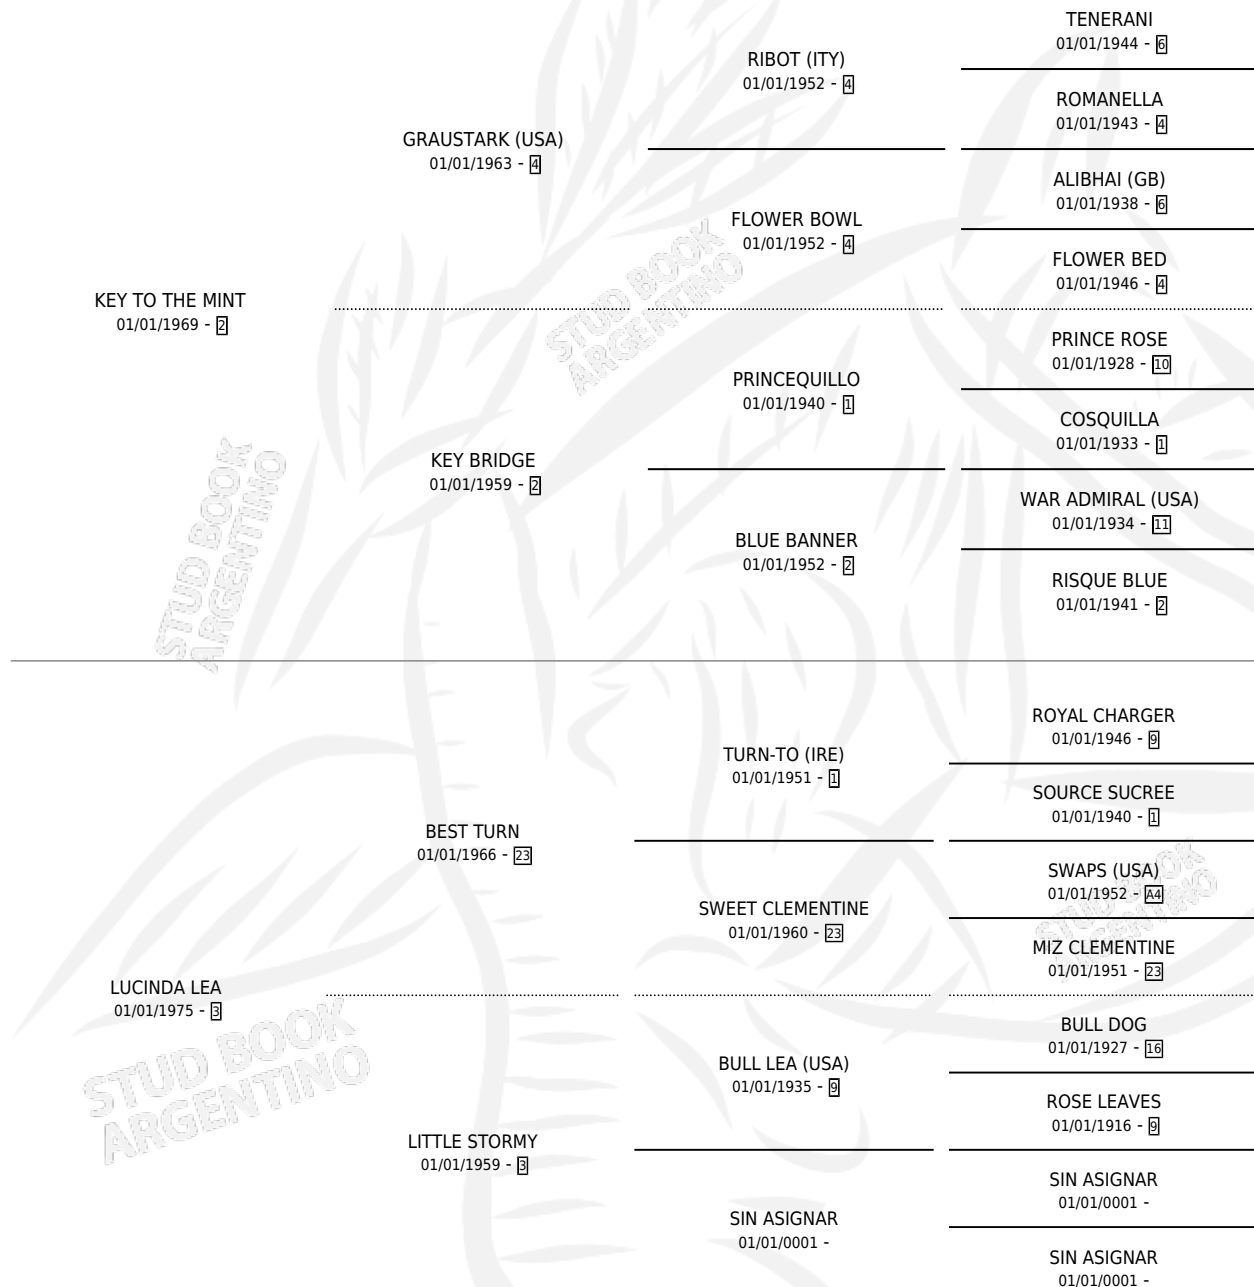 TENERANI
01/01/1944 - 6
RIBOT (ITY)
01/01/1952 - 4
ROMANELLA
01/01/1943 - 4
GRAUSTARK (USA)
01/01/1963 - 4
ALIBHAI (GB)
01/01/1938 - 6
FLOWER BOWL
01/01/1952 - 4
FLOWER BED
01/01/1946 - 4
KEY TO THE MINT
01/01/1969 - 2
STUD BOOK
ARGENTINO
PRINCE ROSE
01/01/1928 - 10
PRINCEQUILLO
01/01/1940 - 1
COSQUILLA
01/01/1933 - 1
KEY BRIDGE
01/01/1959 - 2
WAR ADMIRAL (USA)
01/01/1934 - 11
BLUE BANNER
01/01/1952 - 2
RISQUE BLUE
01/01/1941 - 2
STUD BOOK
ARGENTINO
ROYAL CHARGER
01/01/1946 - 9
TURN-TO (IRE)
01/01/1951 - 1
SOURCE SUCREE
01/01/1940 - 1
BEST TURN
01/01/1966 - 23
SWAPS (USA)
01/01/1952 - A4
SWEET CLEMENTINE
01/01/1960 - 23
MIZ CLEMENTINE
01/01/1951 - 23
STUD BOOK
ARGENTINO
LUCINDA LEA
01/01/1975 - 3
BULL DOG
01/01/1927 - 16
BULL LEA (USA)
01/01/1935 - 9
ROSE LEAVES
01/01/1916 - 9
STUD BOOK
ARGENTINO
LITTLE STORMY
01/01/1959 - 3
SIN ASIGNAR
01/01/0001 -
SIN ASIGNAR
01/01/0001 -
SIN ASIGNAR
01/01/0001 -